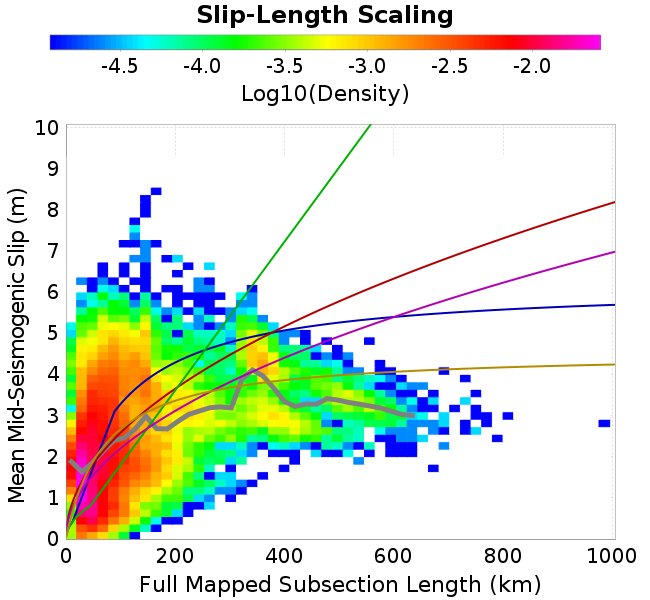 Slip-Length Scaling
-4.5 -4.0 -3.5 -3.0 -2.5 -2.0
Log10(Density)
10
9
8
7
6
5
4
3
2
1
0
Mean Mid-Seismogenic Slip (m)
0 200 400 600 800 1000
Full Mapped Subsection Length (km)